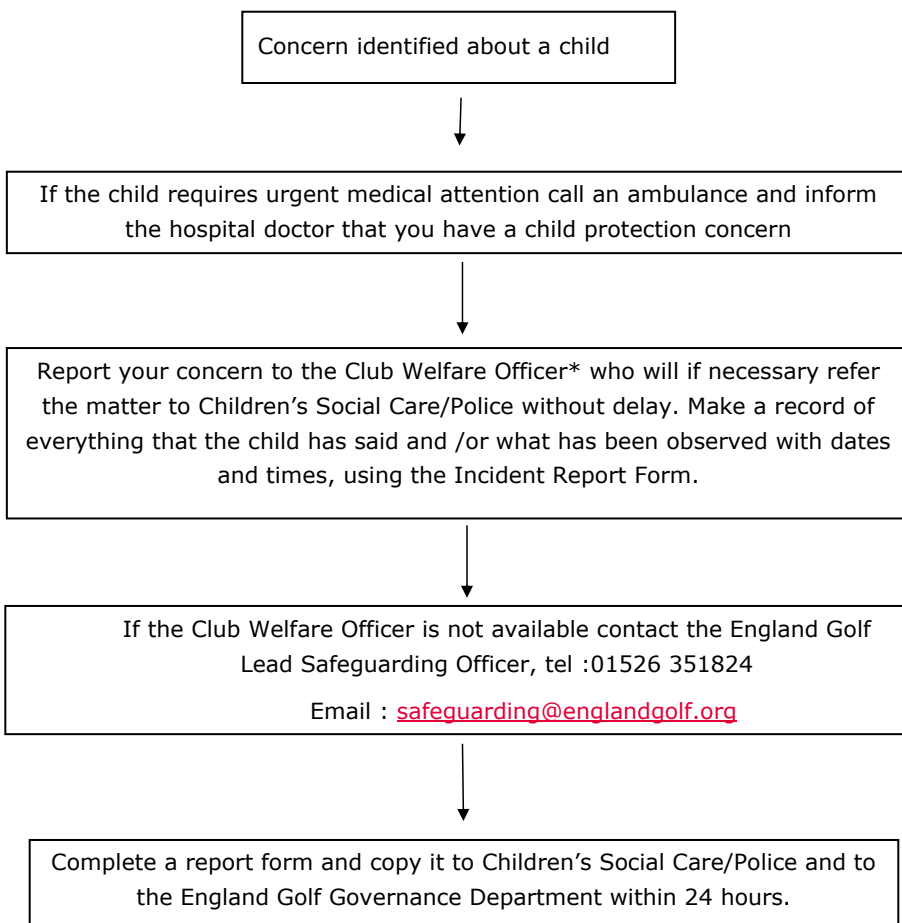 Concern identified about a child
If the child requires urgent medical attention call an ambulance and inform
the hospital doctor that you have a child protection concern
Report your concern to the Club Welfare Officer* who will if necessary refer
the matter to Children’s Social Care/Police without delay. Make a record of
everything that the child has said and /or what has been observed with dates
and times, using the Incident Report Form.
If the Club Welfare Officer is not available contact the England Golf
Lead Safeguarding Officer, tel :01526 351824
Email : safeguarding@englandgolf.org
Complete a report form and copy it to Children’s Social Care/Police and to
the England Golf Governance Department within 24 hours.